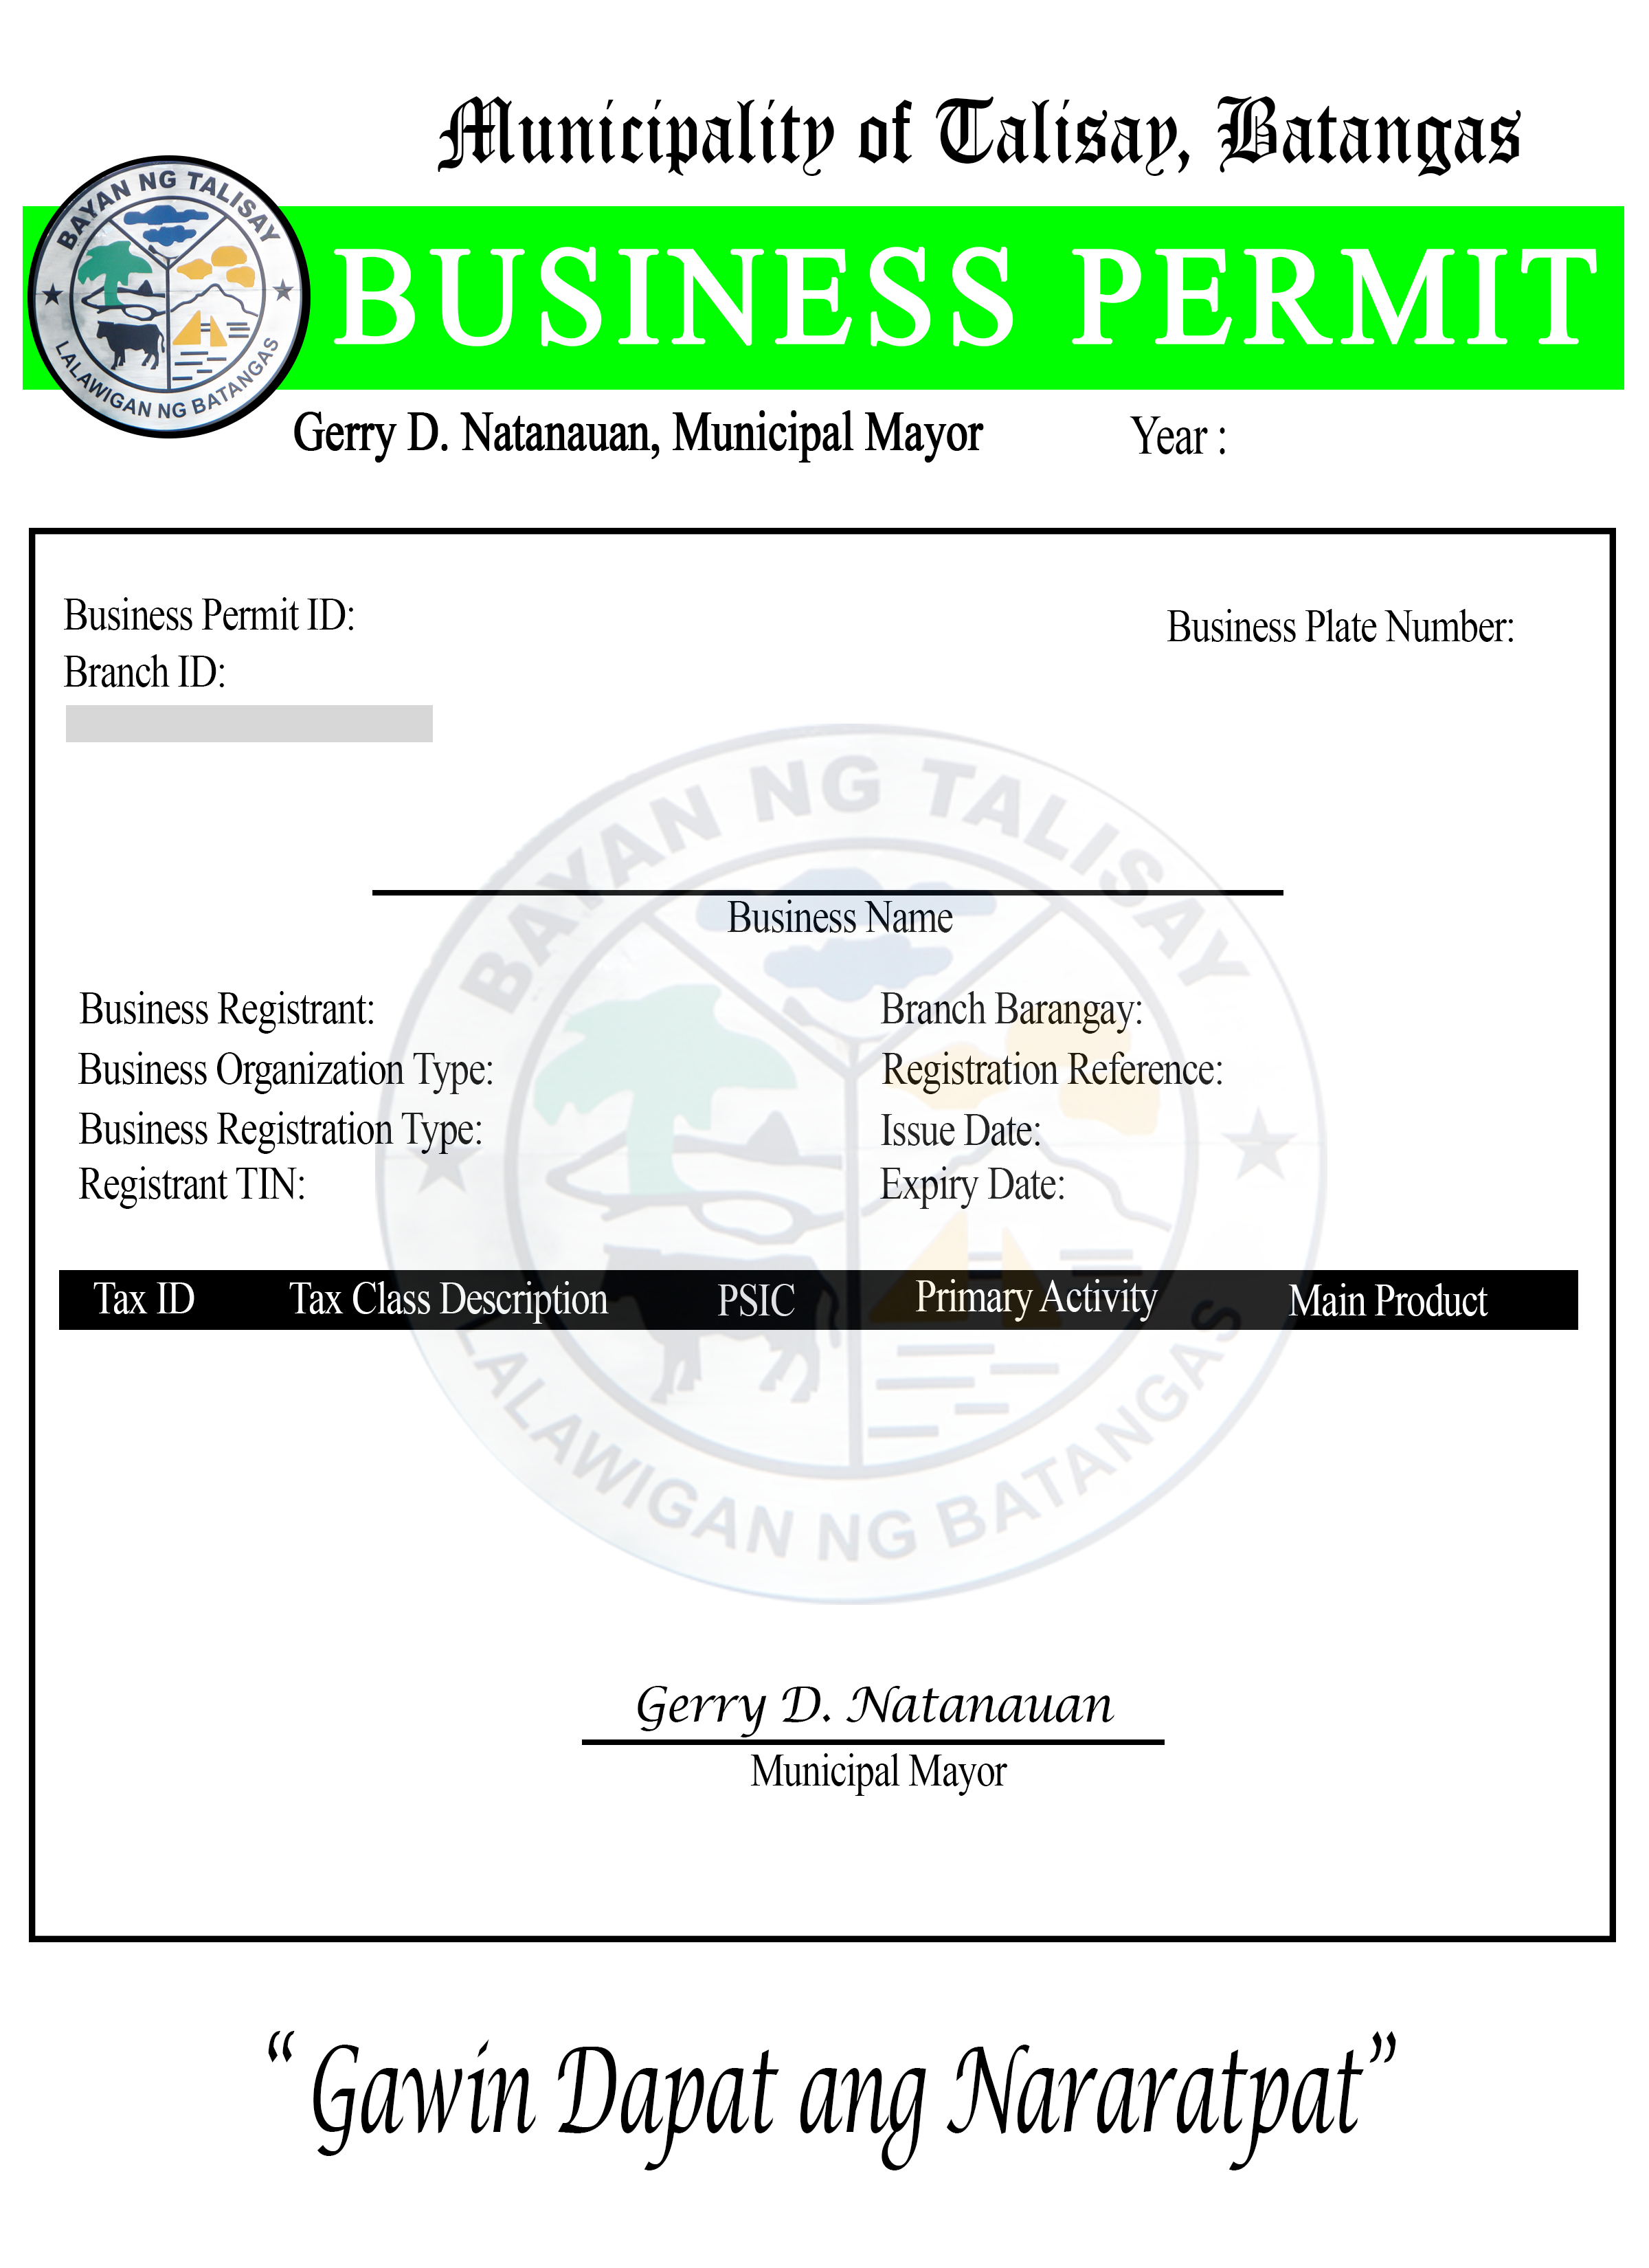 Municipality of Talisay, Batangas
BAYAN NG TALISAY
LALAWIGAN NG BATANGAS
BUSINESS PERMIT
Gerry D. Natanauan, Municipal Mayor
Year :
Business Permit ID:
Business Plate Number:
Branch ID:
BAYAN NG TALISAY
Business Name
Business Registrant:
Branch Barangay:
Business Organization Type:
Registration Reference:
Business Registration Type:
Issue Date:
Registrant TIN:
Expiry Date:
Tax ID Tax Class Description PSIC Primary Activity Main Product
LALAWIGAN NG BATANGAS
Gerry D. Natanauan
Municipal Mayor
“ Gawin Dapat ang Nararatpat”